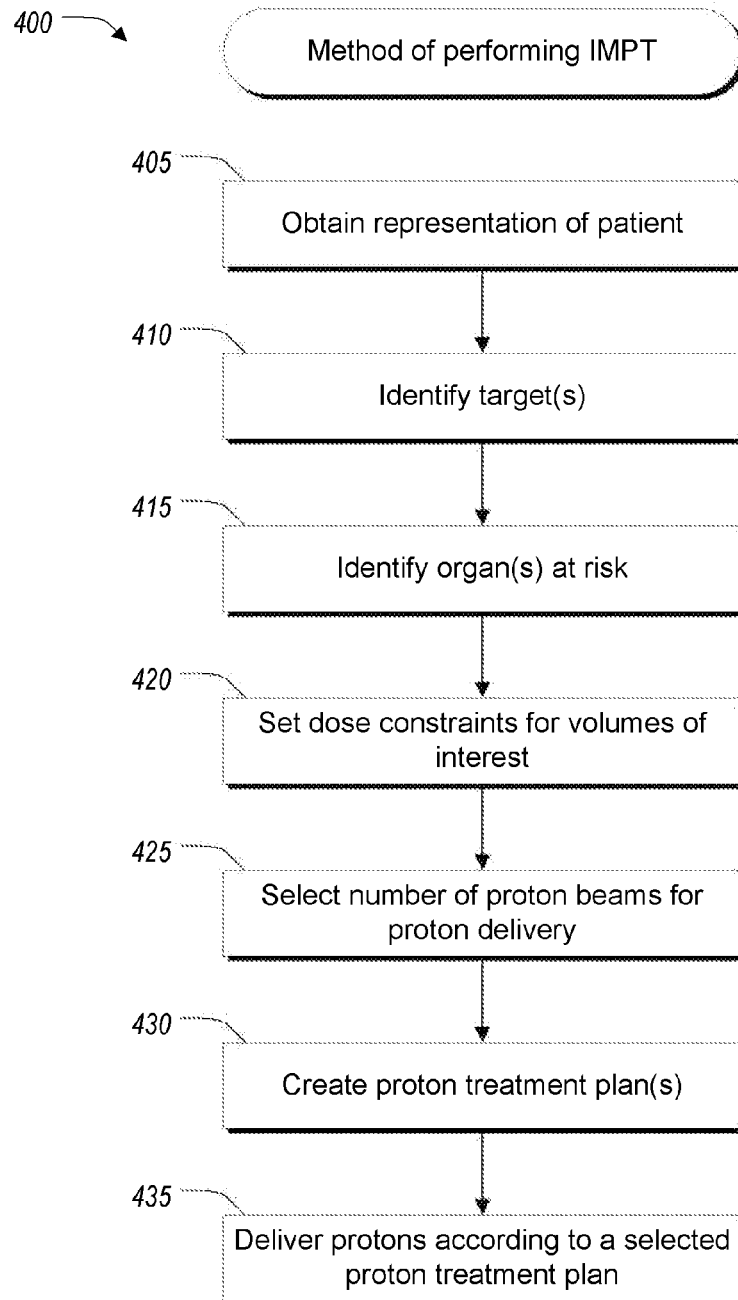 400
Method of performing IMPT
405
Obtain representation of patient
410
Identify target(s)
415
Identify organ(s) at risk
420
Set dose constraints for volumes of
interest
425
Select number of proton beams for
proton delivery
430
Create proton treatment plan(s)
435
Deliver protons according to a selected
proton treatment plan